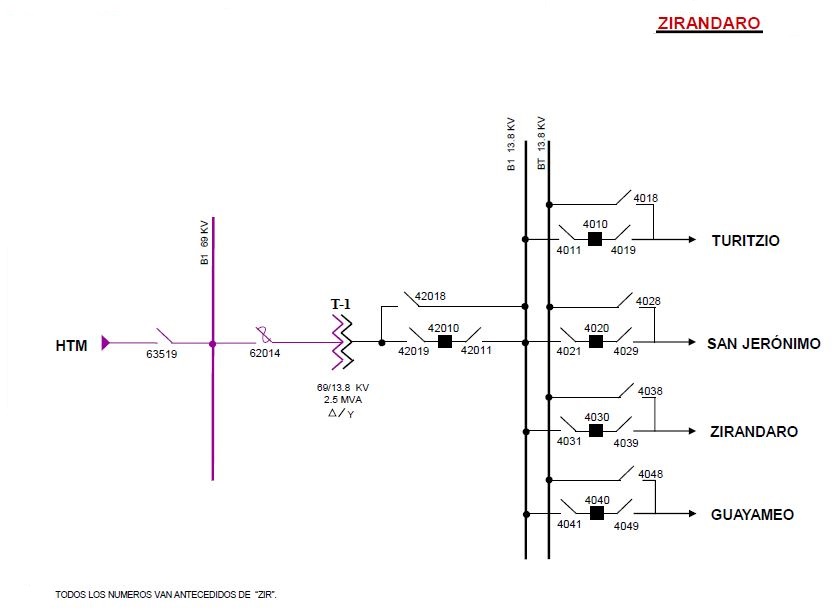 ZIRANDARO
B1 13.8 KV
BT 13.8 KV
4018
4010
4011
4019
TURITZIO
B1 69 KV
T-1
42018
4028
42010
4020
HTM
63519
62014
42019
42011
4021
4029
SAN JERÓNIMO
69/13.8 KV
2.5 MVA
△/Y
4038
4030
4031
4039
ZIRANDARO
4048
4040
4041
4049
GUAYAMEO
TODOS LOS NUMEROS VAN ANTECEDIDOS DE “ZIR”.